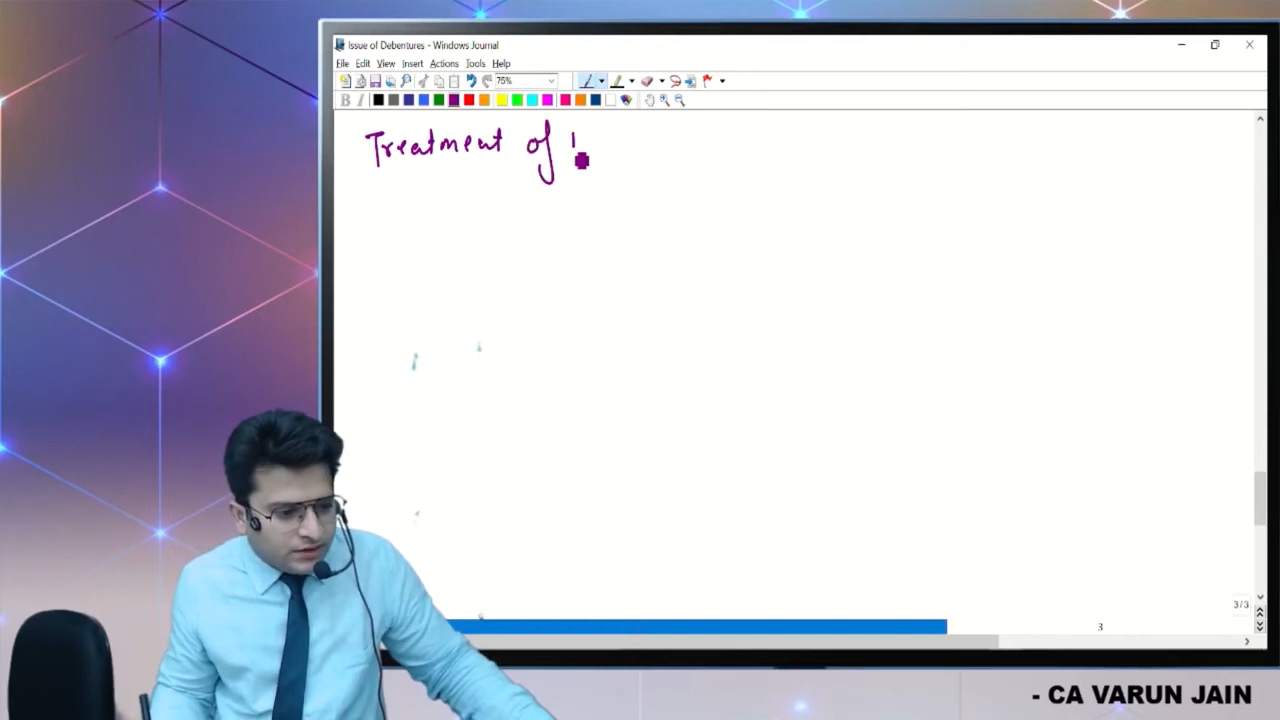 Issue of Debentures - Windows Journal
File Edit View Insert Actions Tools Help
75%
B I
Treatment of
3/3
3
- CA VARUN JAIN